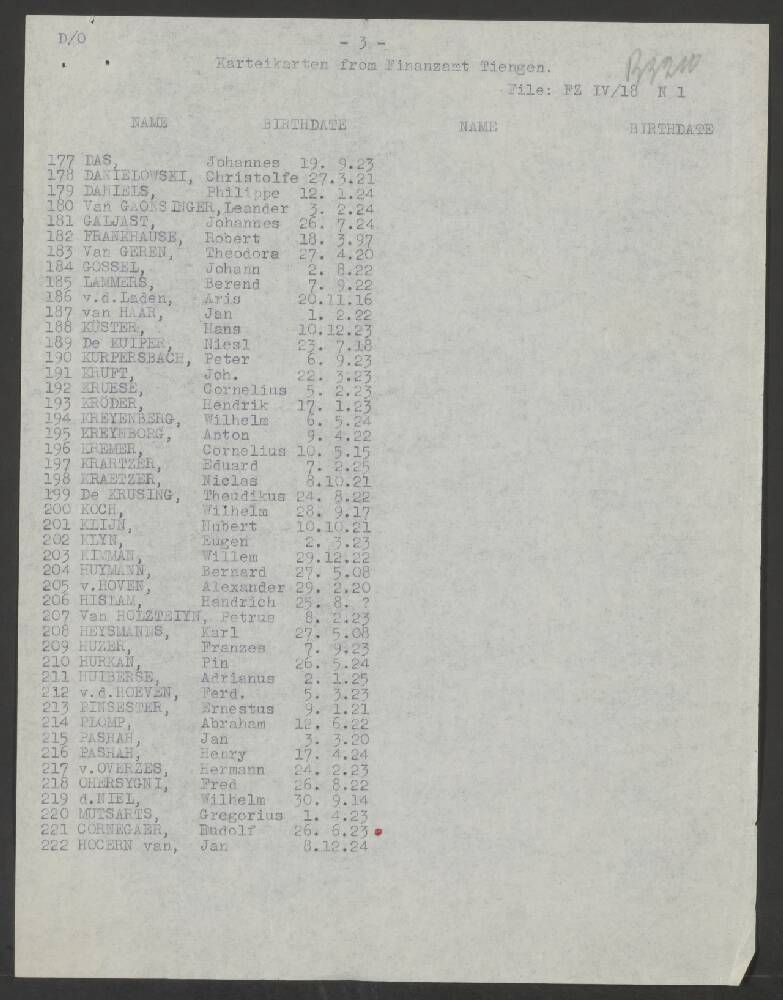 D/O
- 3 -
Karteikarten from Finanzamt Tiengen.
File: FZ IV/18 N 1
NAME BIRTHDATE NAME BIRTHDATE
177 DAS, Johannes 19. 9.23
178 DANIELOWSKI, Christolfe 27.3.21
179 DANIELS, Philippe 12. 1.24
180 Van GAONSINGER, Leander 3. 2.24
181 GALJAST, Johannes 26. 7.24
182 FRANKHAUSE, Robert 18. 3.97
183 Van GEREN, Theodora 27. 4.20
184 GOSSEL, Johann 2. 8.22
185 LAMMERS, Berend 7. 9.22
186 v.d.Laden, Aris 20.11.16
187 van HAAR, Jan 1. 2.22
188 KÜSTER, Hans 10.12.23
189 De KUIPER, Niesl 23. 7.18
190 KURPERSBACH, Peter 6. 9.23
191 KRUFT, Joh. 22. 3.23
192 KRUESE, Cornelius 5. 2.23
193 KRÖDER, Hendrik 17. 1.23
194 KREYENBERG, Wilhelm 6. 5.24
195 KREYNBORG, Anton 9. 4.22
196 KREMER, Cornelius 10. 5.15
197 KRARTZER, Eduard 7. 2.25
198 KRAETZER, Niclas 8.10.21
199 De KRUSING, Theudikus 24. 8.22
200 KOCH, Wilhelm 28. 9.17
201 KLIJN, Hubert 10.10.21
202 KLYN, Eugen 2. 3.23
203 KIMMAN, Willem 29.12.22
204 HUYMANN, Bernard 27. 5.08
205 v.HOVEN, Alexander 29. 2.20
206 HISLAM, Handrich 25. 8. ?
207 Van HOLZTEIYN, Petrus 8. 2.23
208 HEYSMANNS, Karl 27. 5.08
209 HUZER, Franzes 7. 9.23
210 HURKAN, Pin 26. 5.24
211 HUIBERSE, Adrianus 2. 1.25
212 v.d.HOEVEN, Ferd. 5. 3.23
213 EINSESTER, Ernestus 9. 1.21
214 PLOMP, Abraham 12. 6.22
215 PASHAH, Jan 3. 3.20
216 PASHAH, Henry 17. 4.24
217 v.OVERZES, Hermann 24. 2.23
218 OHERSYGNI, Fred 26. 8.22
219 d.NIEL, Wilhelm 30. 9.14
220 MUTSARTS, Gregorius 1. 4.23
221 CORNEGAER, Rudolf 26. 6.23
222 HOCERN van, Jan 8.12.24